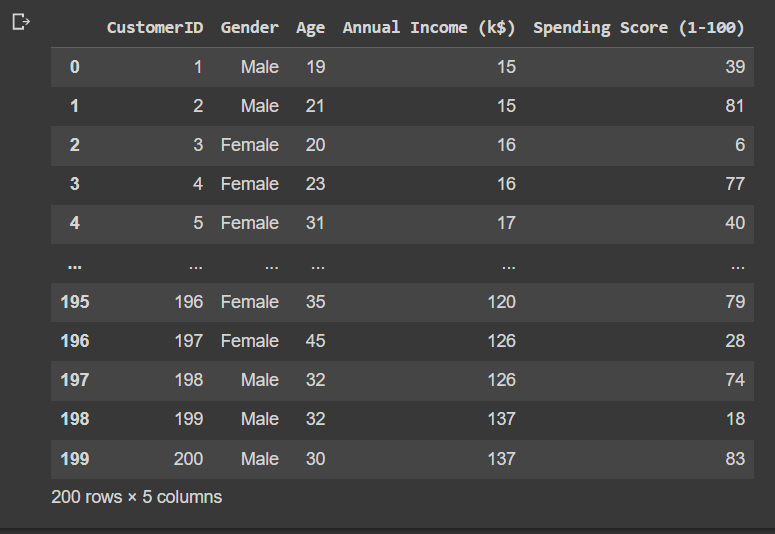 CustomerID Gender Age Annual Income (k$) Spending Score (1-100)
0 1 Male 19 15 39
1 2 Male 21 15 81
2 3 Female 20 16 6
3 4 Female 23 16 77
4 5 Female 31 17 40
... ... ... ... ... ...
195 196 Female 35 120 79
196 197 Female 45 126 28
197 198 Male 32 126 74
198 199 Male 32 137 18
199 200 Male 30 137 83
200 rows × 5 columns